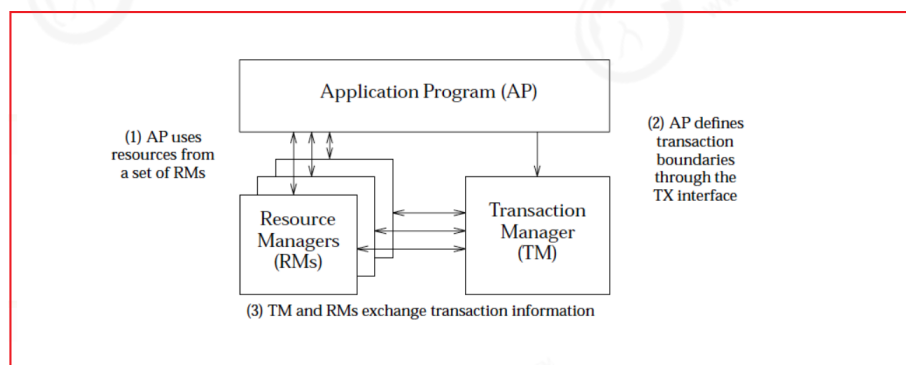 Application Program (AP)
(1) AP uses
resources from
a set of RMs
(2) AP defines
transaction
boundaries
through the
TX interface
Resource
Managers
(RMs)
Transaction
Manager
(TM)
(3) TM and RMs exchange transaction information